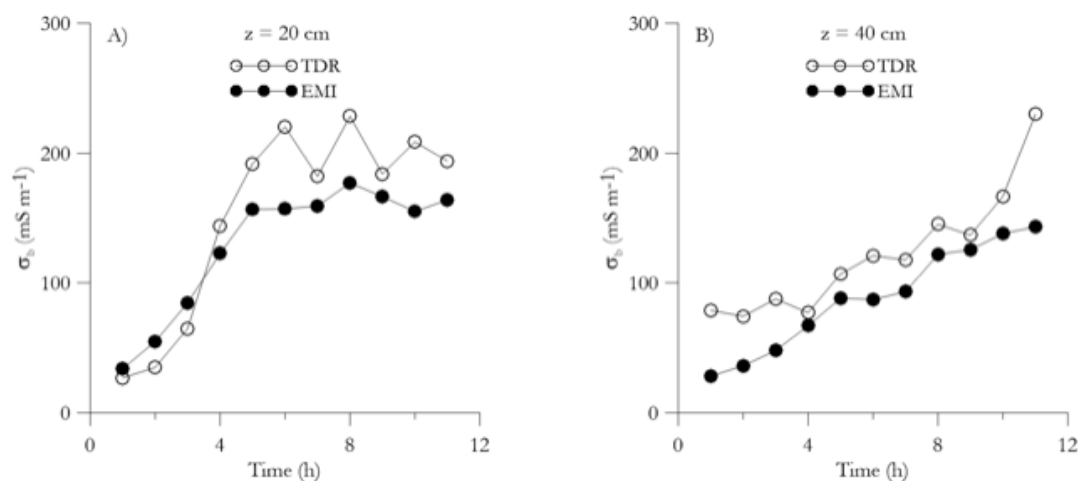 A)
z = 20 cm
TDR
EMI
300
200
100
0
σb (mS m-1)
0 4 8 12
Time (h)
B)
z = 40 cm
TDR
EMI
300
200
100
0
σb (mS m-1)
0 4 8 12
Time (h)